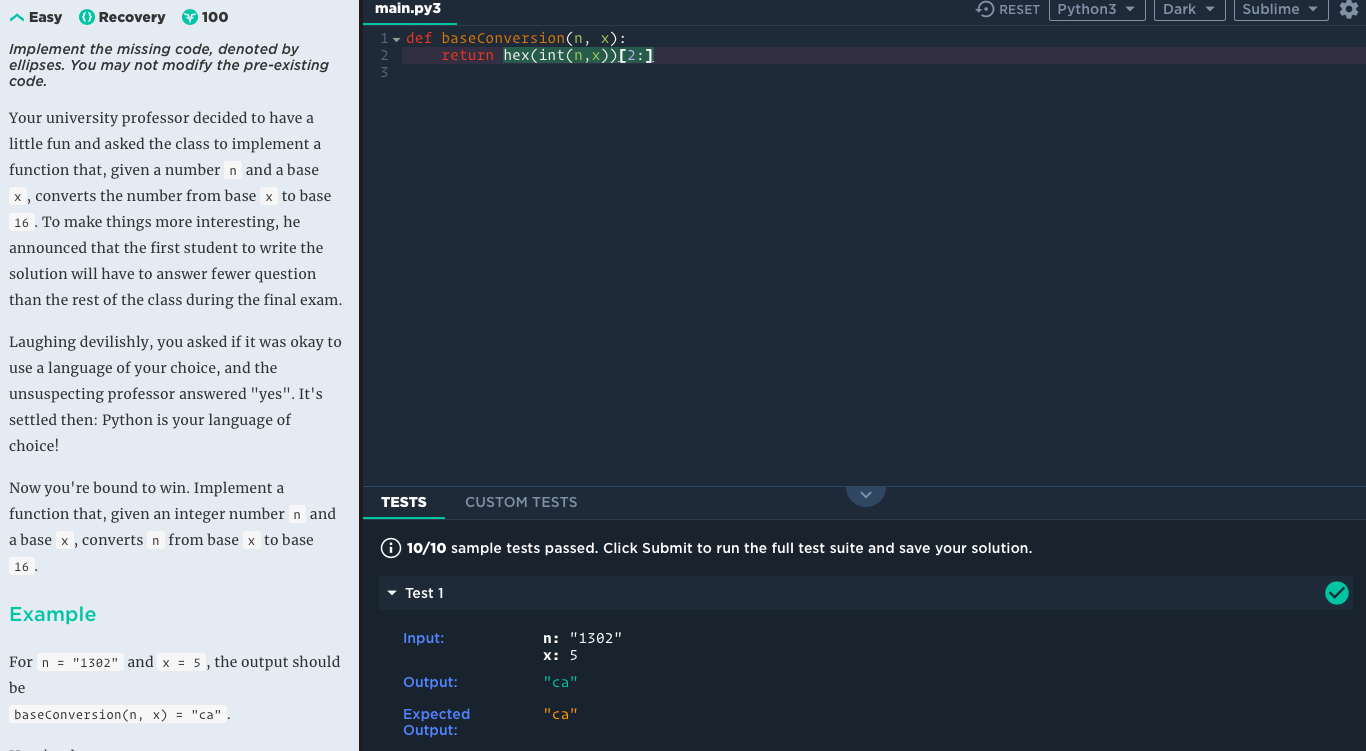 Easy Recovery 100
Implement the missing code, denoted by
ellipses. You may not modify the pre-existing
code.
Your university professor decided to have a
little fun and asked the class to implement a
function that, given a number n and a base
x, converts the number from base x to base
16. To make things more interesting, he
announced that the first student to write the
solution will have to answer fewer question
than the rest of the class during the final exam.
Laughing devilishly, you asked if it was okay to
use a language of your choice, and the
unsuspecting professor answered "yes". It's
settled then: Python is your language of
choice!
Now you're bound to win. Implement a
function that, given an integer number n and
a base x, converts n from base x to base
16.
Example
For n = "1302" and x = 5, the output should
be
baseConversion(n, x) = "ca".
main.py3 RESET Python3 Dark Sublime
1 def baseConversion(n, x):
2 return hex(int(n,x))[2:]
3
TESTS CUSTOM TESTS
10/10 sample tests passed. Click Submit to run the full test suite and save your solution.
Test 1
Input: n: "1302"
x: 5
Output: "ca"
Expected "ca"
Output: